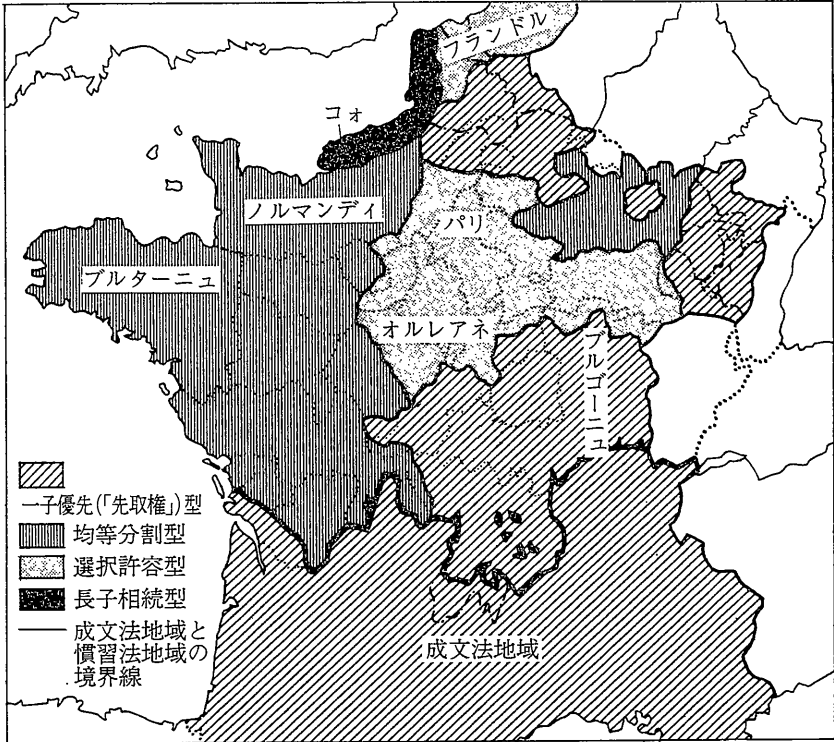 フランドル
コォ
ノルマンディ
パリ
ブルターニュ
オルレアネ
ブルゴーニュ
一子優先(「先取権」)型
均等分割型
選択許容型
長子相続型
成文法地域と
慣習法地域の
境界線
成文法地域